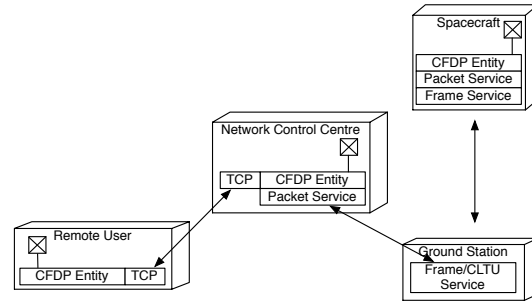 Spacecraft
CFDP Entity
Packet Service
Frame Service
Network Control Centre
TCP
CFDP Entity
Packet Service
Remote User
CFDP Entity
TCP
Ground Station
Frame/CLTU
Service